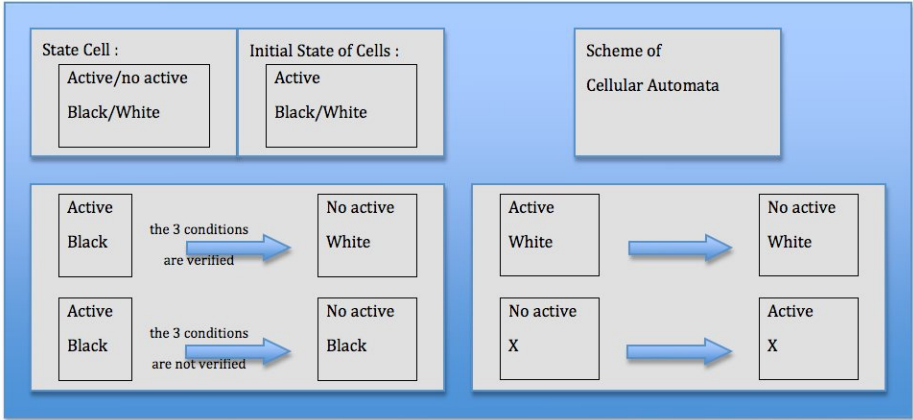 State Cell :
Active/no active
Black/White
Initial State of Cells :
Active
Black/White
Scheme of
Cellular Automata
Active
Black
the 3 conditions
are verified
No active
White
Active
Black
the 3 conditions
are not verified
No active
Black
Active
White
No active
White
No active
X
Active
X